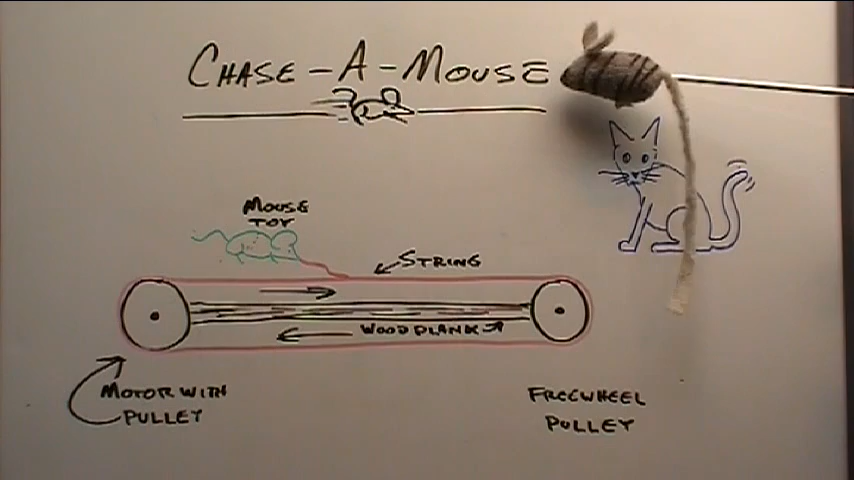 CHASE-A-MOUSE
MOUSE
TOY
STRING
WOOD PLANK
MOTOR WITH
PULLEY
FREEWHEEL
PULLEY